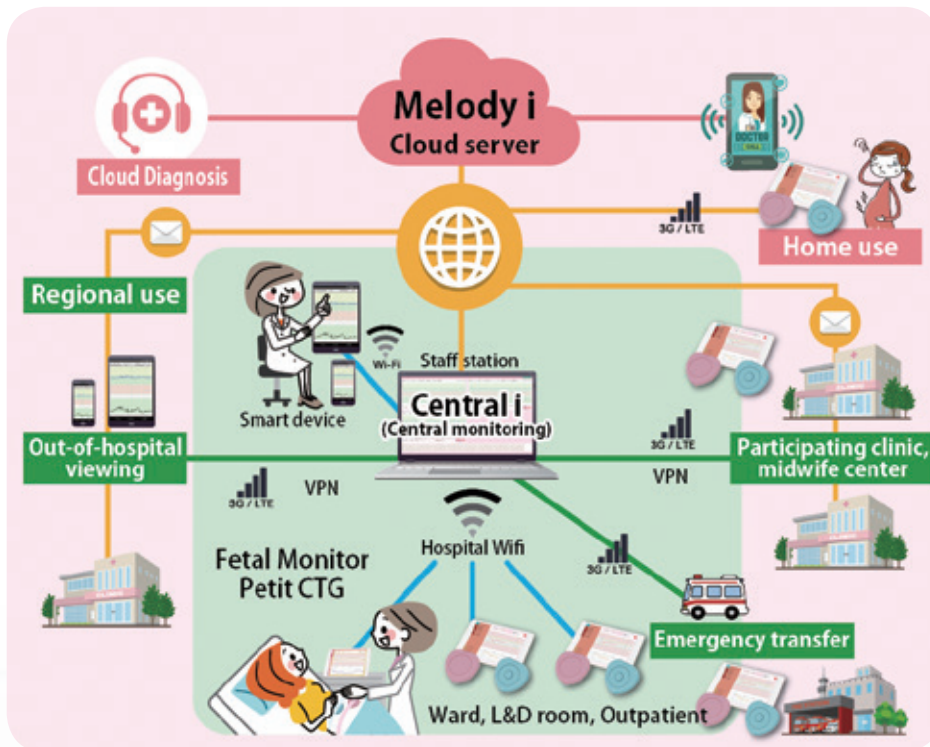 Melody i
Cloud server
Cloud Diagnosis
DOCTOR
3G / LTE
Home use
Regional use
Wi-Fi
Staff station
Smart device
Central i
(Central monitoring)
Out-of-hospital
viewing
3G / LTE
VPN
3G / LTE
VPN
Participating clinic,
midwife center
Hospital Wifi
3G / LTE
Fetal Monitor
Petit CTG
Emergency transfer
Ward, L&D room, Outpatient